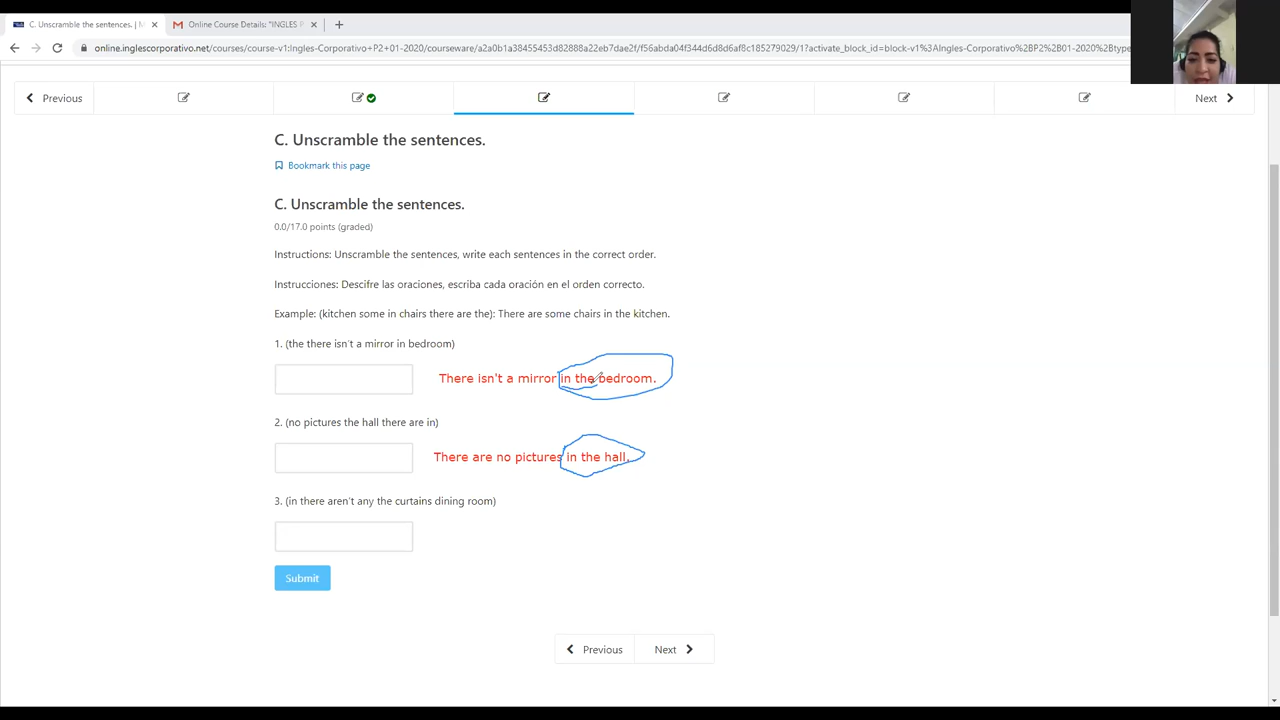 C. Unscramble the sentences. | M
Online Course Details: "INGLES P
online.inglescorporativo.net/courses/course-v1:Ingles-Corporativo+P2+01-2020/courseware/a2a0b1a38455453d82888a22eb7dae2f/f56abda04f344d6d8d6af8c185279029/1?activate_block_id=block-v1%3AIngles-Corporativo%2BP2%2B01-2020%2Btype
Previous
Next
C. Unscramble the sentences.
Bookmark this page
C. Unscramble the sentences.
0.0/17.0 points (graded)
Instructions: Unscramble the sentences, write each sentences in the correct order.
Instrucciones: Descifre las oraciones, escriba cada oración en el orden correcto.
Example: (kitchen some in chairs there are the): There are some chairs in the kitchen.
1. (the there isn't a mirror in bedroom)
There isn't a mirror in the bedroom.
2. (no pictures the hall there are in)
There are no pictures in the hall.
3. (in there aren't any the curtains dining room)
Submit
Previous
Next